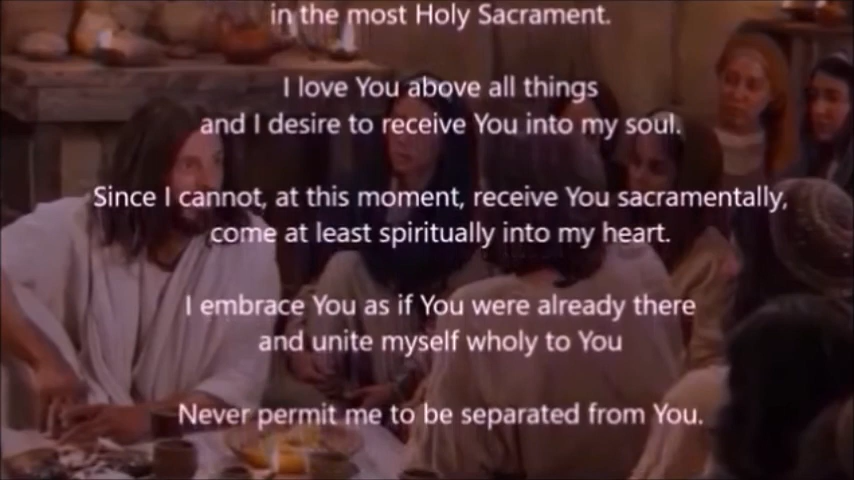 in the most Holy Sacrament.
I love You above all things
and I desire to receive You into my soul.
Since I cannot, at this moment, receive You sacramentally,
come at least spiritually into my heart.
I embrace You as if You were already there
and unite myself wholy to You
Never permit me to be separated from You.